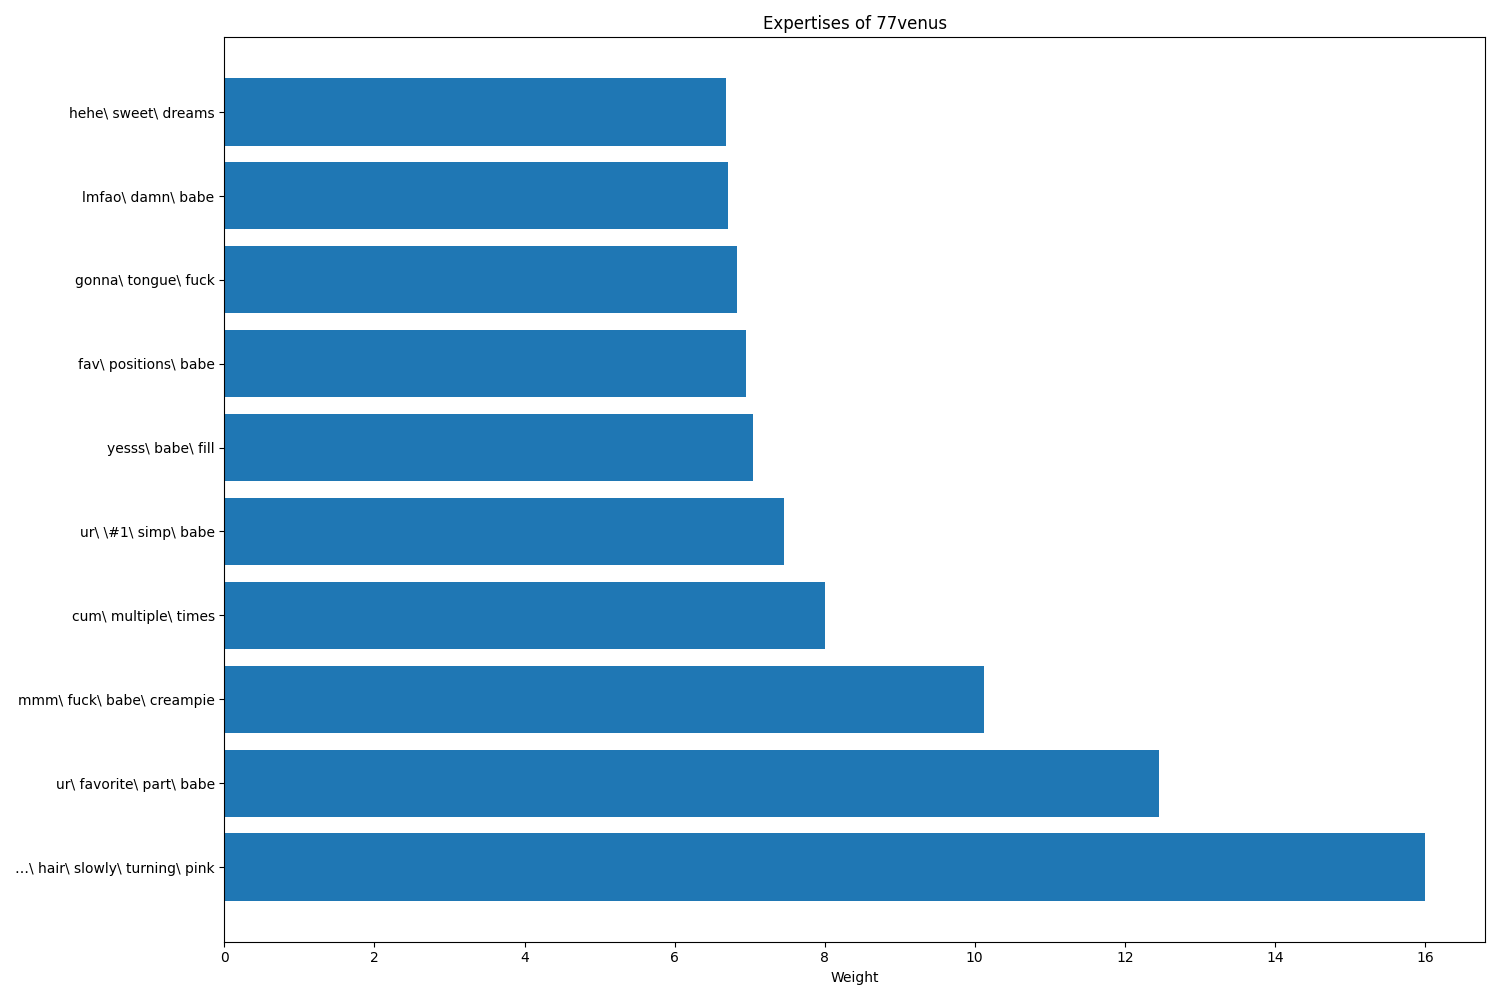 Expertises of 77venus
hehe\ sweet\ dreams
lmfao\ damn\ babe
gonna\ tongue\ fuck
fav\ positions\ babe
yesss\ babe\ fill
ur\ \#1\ simp\ babe
cum\ multiple\ times
mmm\ fuck\ babe\ creampie
ur\ favorite\ part\ babe
...\ hair\ slowly\ turning\ pink
0 2 4 6 8 10 12 14 16
Weight